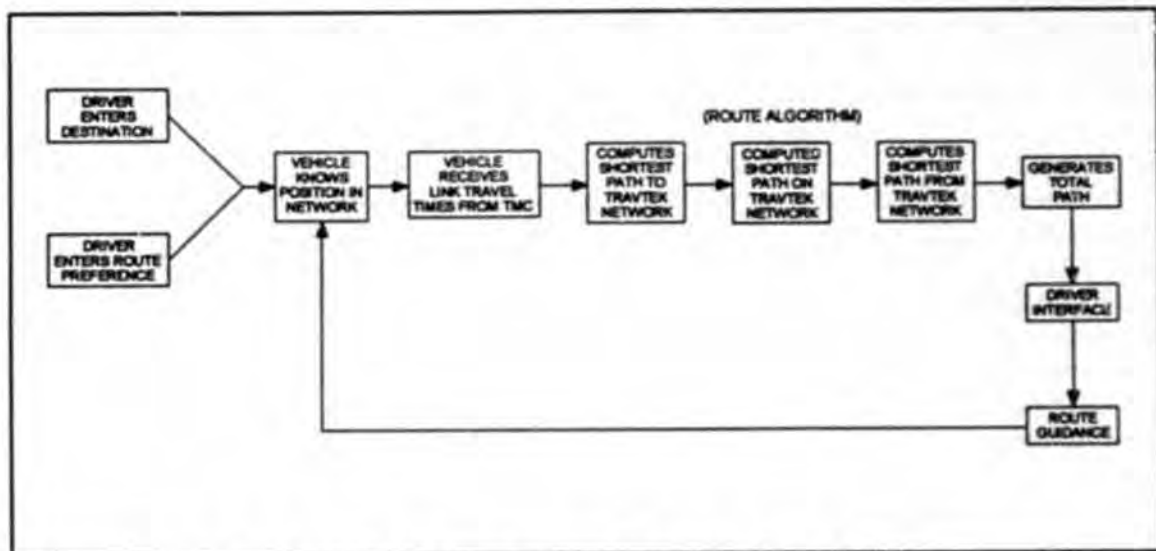 DRIVER
ENTERS
DESTINATION
DRIVER
ENTERS ROUTE
PREFERENCE
VEHICLE
KNOWS
POSITION IN
NETWORK
VEHICLE
RECEIVES
LINK TRAVEL
TIMES FROM TMC
(ROUTE ALGORITHM)
COMPUTES
SHORTEST
PATH TO
TRAVTEK
NETWORK
COMPUTED
SHORTEST
PATH ON
TRAVTEK
NETWORK
COMPUTES
SHORTEST
PATH FROM
TRAVTEK
NETWORK
GENERATES
TOTAL
PATH
DRIVER
INTERFACE
ROUTE
GUIDANCE